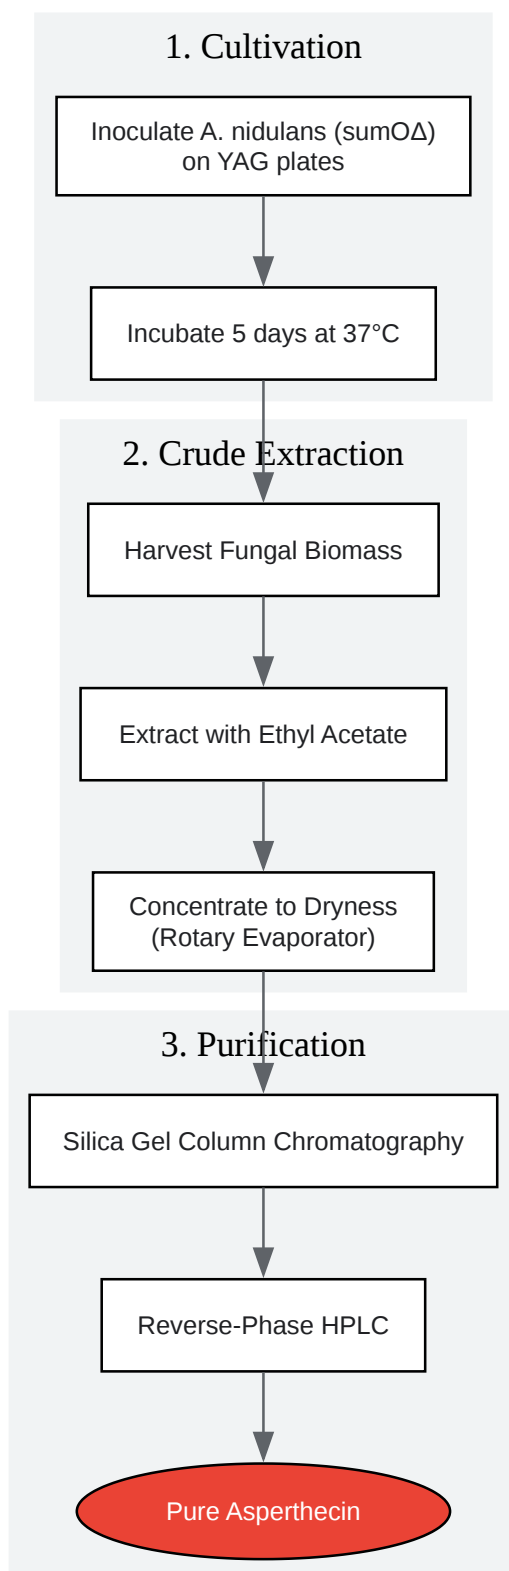 1. Cultivation
Inoculate A. nidulans (sumOΔ)
on YAG plates
Incubate 5 days at 37°C
2. Crude Extraction
Harvest Fungal Biomass
Extract with Ethyl Acetate
Concentrate to Dryness
(Rotary Evaporator)
3. Purification
Silica Gel Column Chromatography
Reverse-Phase HPLC
Pure Asperthecin